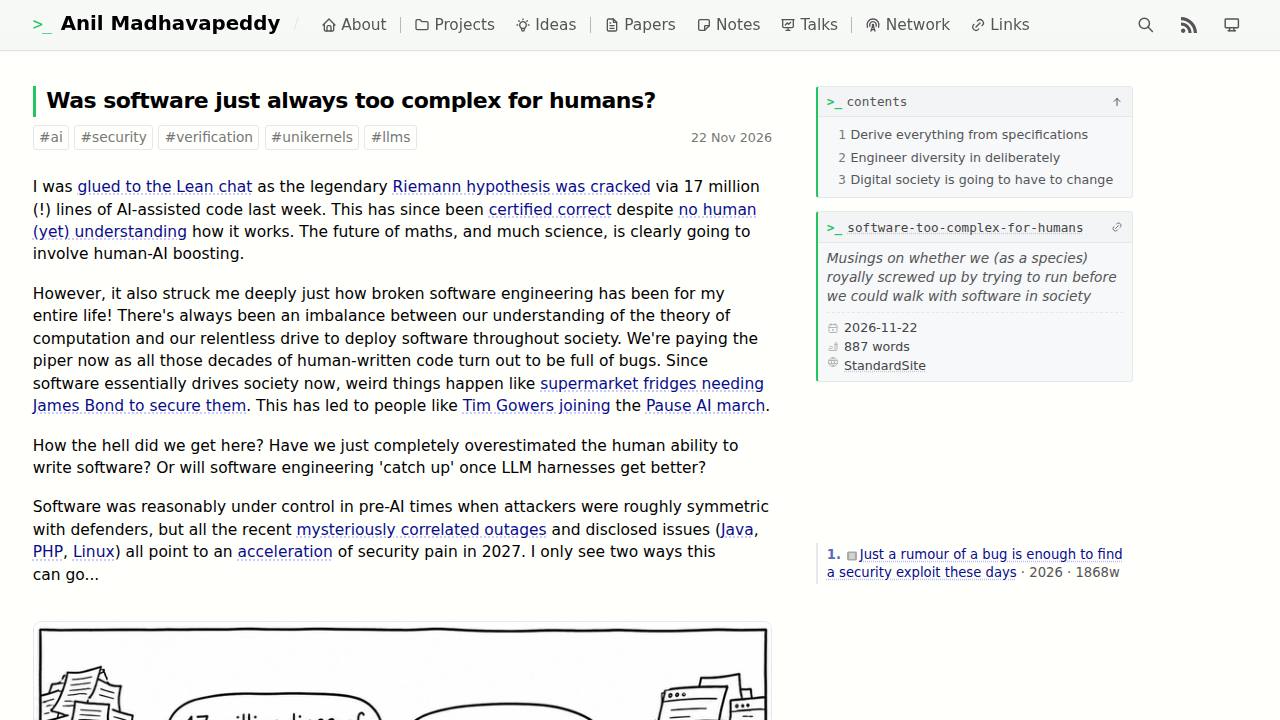 >_ Anil Madhavapeddy / About Projects Ideas Papers Notes Talks Network Links
Was software just always too complex for humans?
#ai #security #verification #unikernels #llms 22 Nov 2026
I was glued to the Lean chat as the legendary Riemann hypothesis was cracked via 17 million
(!) lines of AI-assisted code last week. This has since been certified correct despite no human
(yet) understanding how it works. The future of maths, and much science, is clearly going to
involve human-AI boosting.
However, it also struck me deeply just how broken software engineering has been for my
entire life! There's always been an imbalance between our understanding of the theory of
computation and our relentless drive to deploy software throughout society. We're paying the
piper now as all those decades of human-written code turn out to be full of bugs. Since
software essentially drives society now, weird things happen like supermarket fridges needing
James Bond to secure them. This has led to people like Tim Gowers joining the Pause AI march.
How the hell did we get here? Have we just completely overestimated the human ability to
write software? Or will software engineering 'catch up' once LLM harnesses get better?
Software was reasonably under control in pre-AI times when attackers were roughly symmetric
with defenders, but all the recent mysteriously correlated outages and disclosed issues (Java,
PHP, Linux) all point to an acceleration of security pain in 2027. I only see two ways this
can go...
>_ contents ↑
1 Derive everything from specifications
2 Engineer diversity in deliberately
3 Digital society is going to have to change
>_ software-too-complex-for-humans
Musings on whether we (as a species)
royally screwed up by trying to run before
we could walk with software in society
2026-11-22
887 words
StandardSite
1. Just a rumour of a bug is enough to find
a security exploit these days · 2026 · 1868w